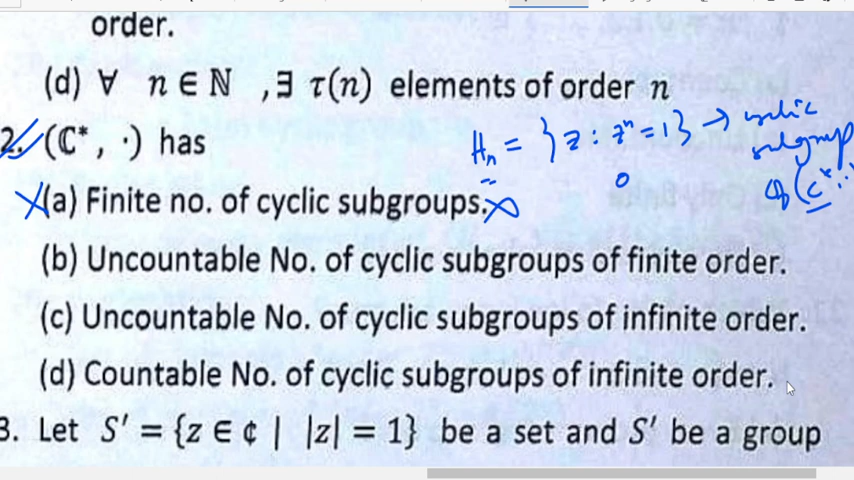 order.
(d) ∀ n ∈ ℕ , ∃ τ(n) elements of order n
2. (ℂ*, ·) has
Hₙ = {z : zⁿ = 1} → cyclic
subgroup
of (ℂ*, ·)
(a) Finite no. of cyclic subgroups.
(b) Uncountable No. of cyclic subgroups of finite order.
(c) Uncountable No. of cyclic subgroups of infinite order.
(d) Countable No. of cyclic subgroups of infinite order.
3. Let S′ = {z ∈ ¢ | |z| = 1} be a set and S′ be a group